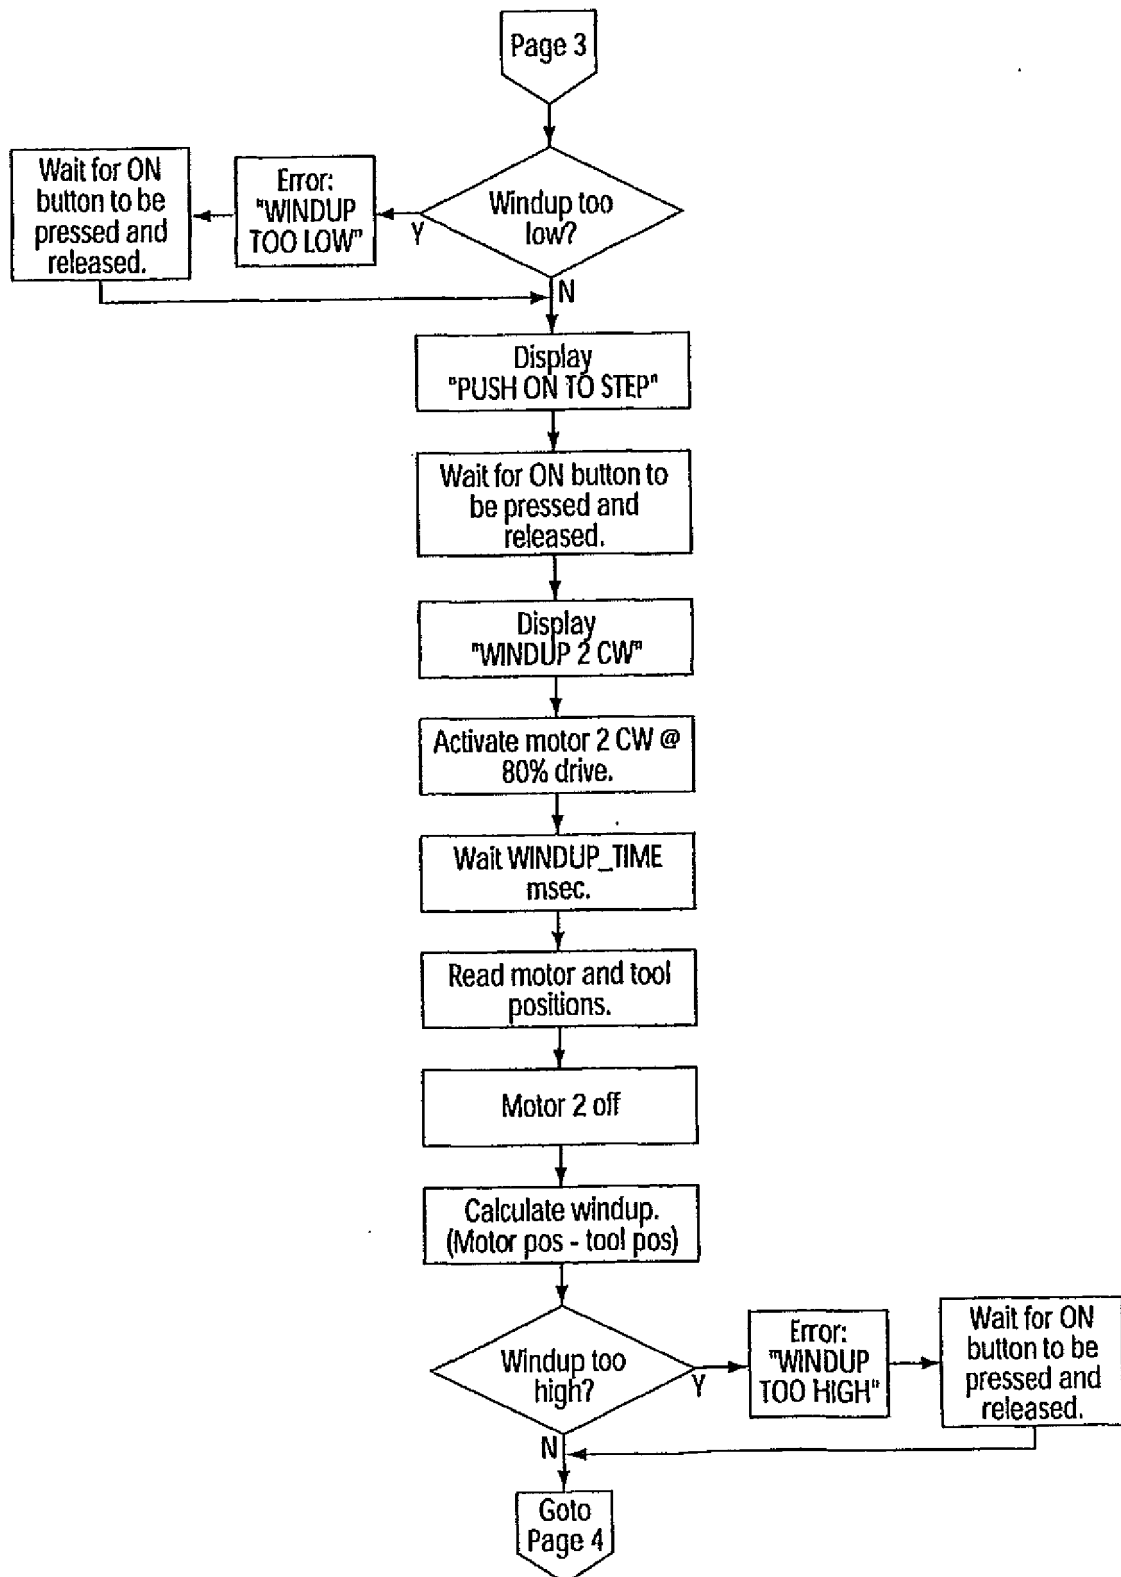 Page 3
Windup too
low?
Y
N
Error:
"WINDUP
TOO LOW"
Wait for ON
button to be
pressed and
released.
Display
"PUSH ON TO STEP"
Wait for ON button to
be pressed and
released.
Display
"WINDUP 2 CW"
Activate motor 2 CW @
80% drive.
Wait WINDUP_TIME
msec.
Read motor and tool
positions.
Motor 2 off
Calculate windup.
(Motor pos - tool pos)
Windup too
high?
Y
N
Error:
"WINDUP
TOO HIGH"
Wait for ON
button to be
pressed and
released.
Goto
Page 4